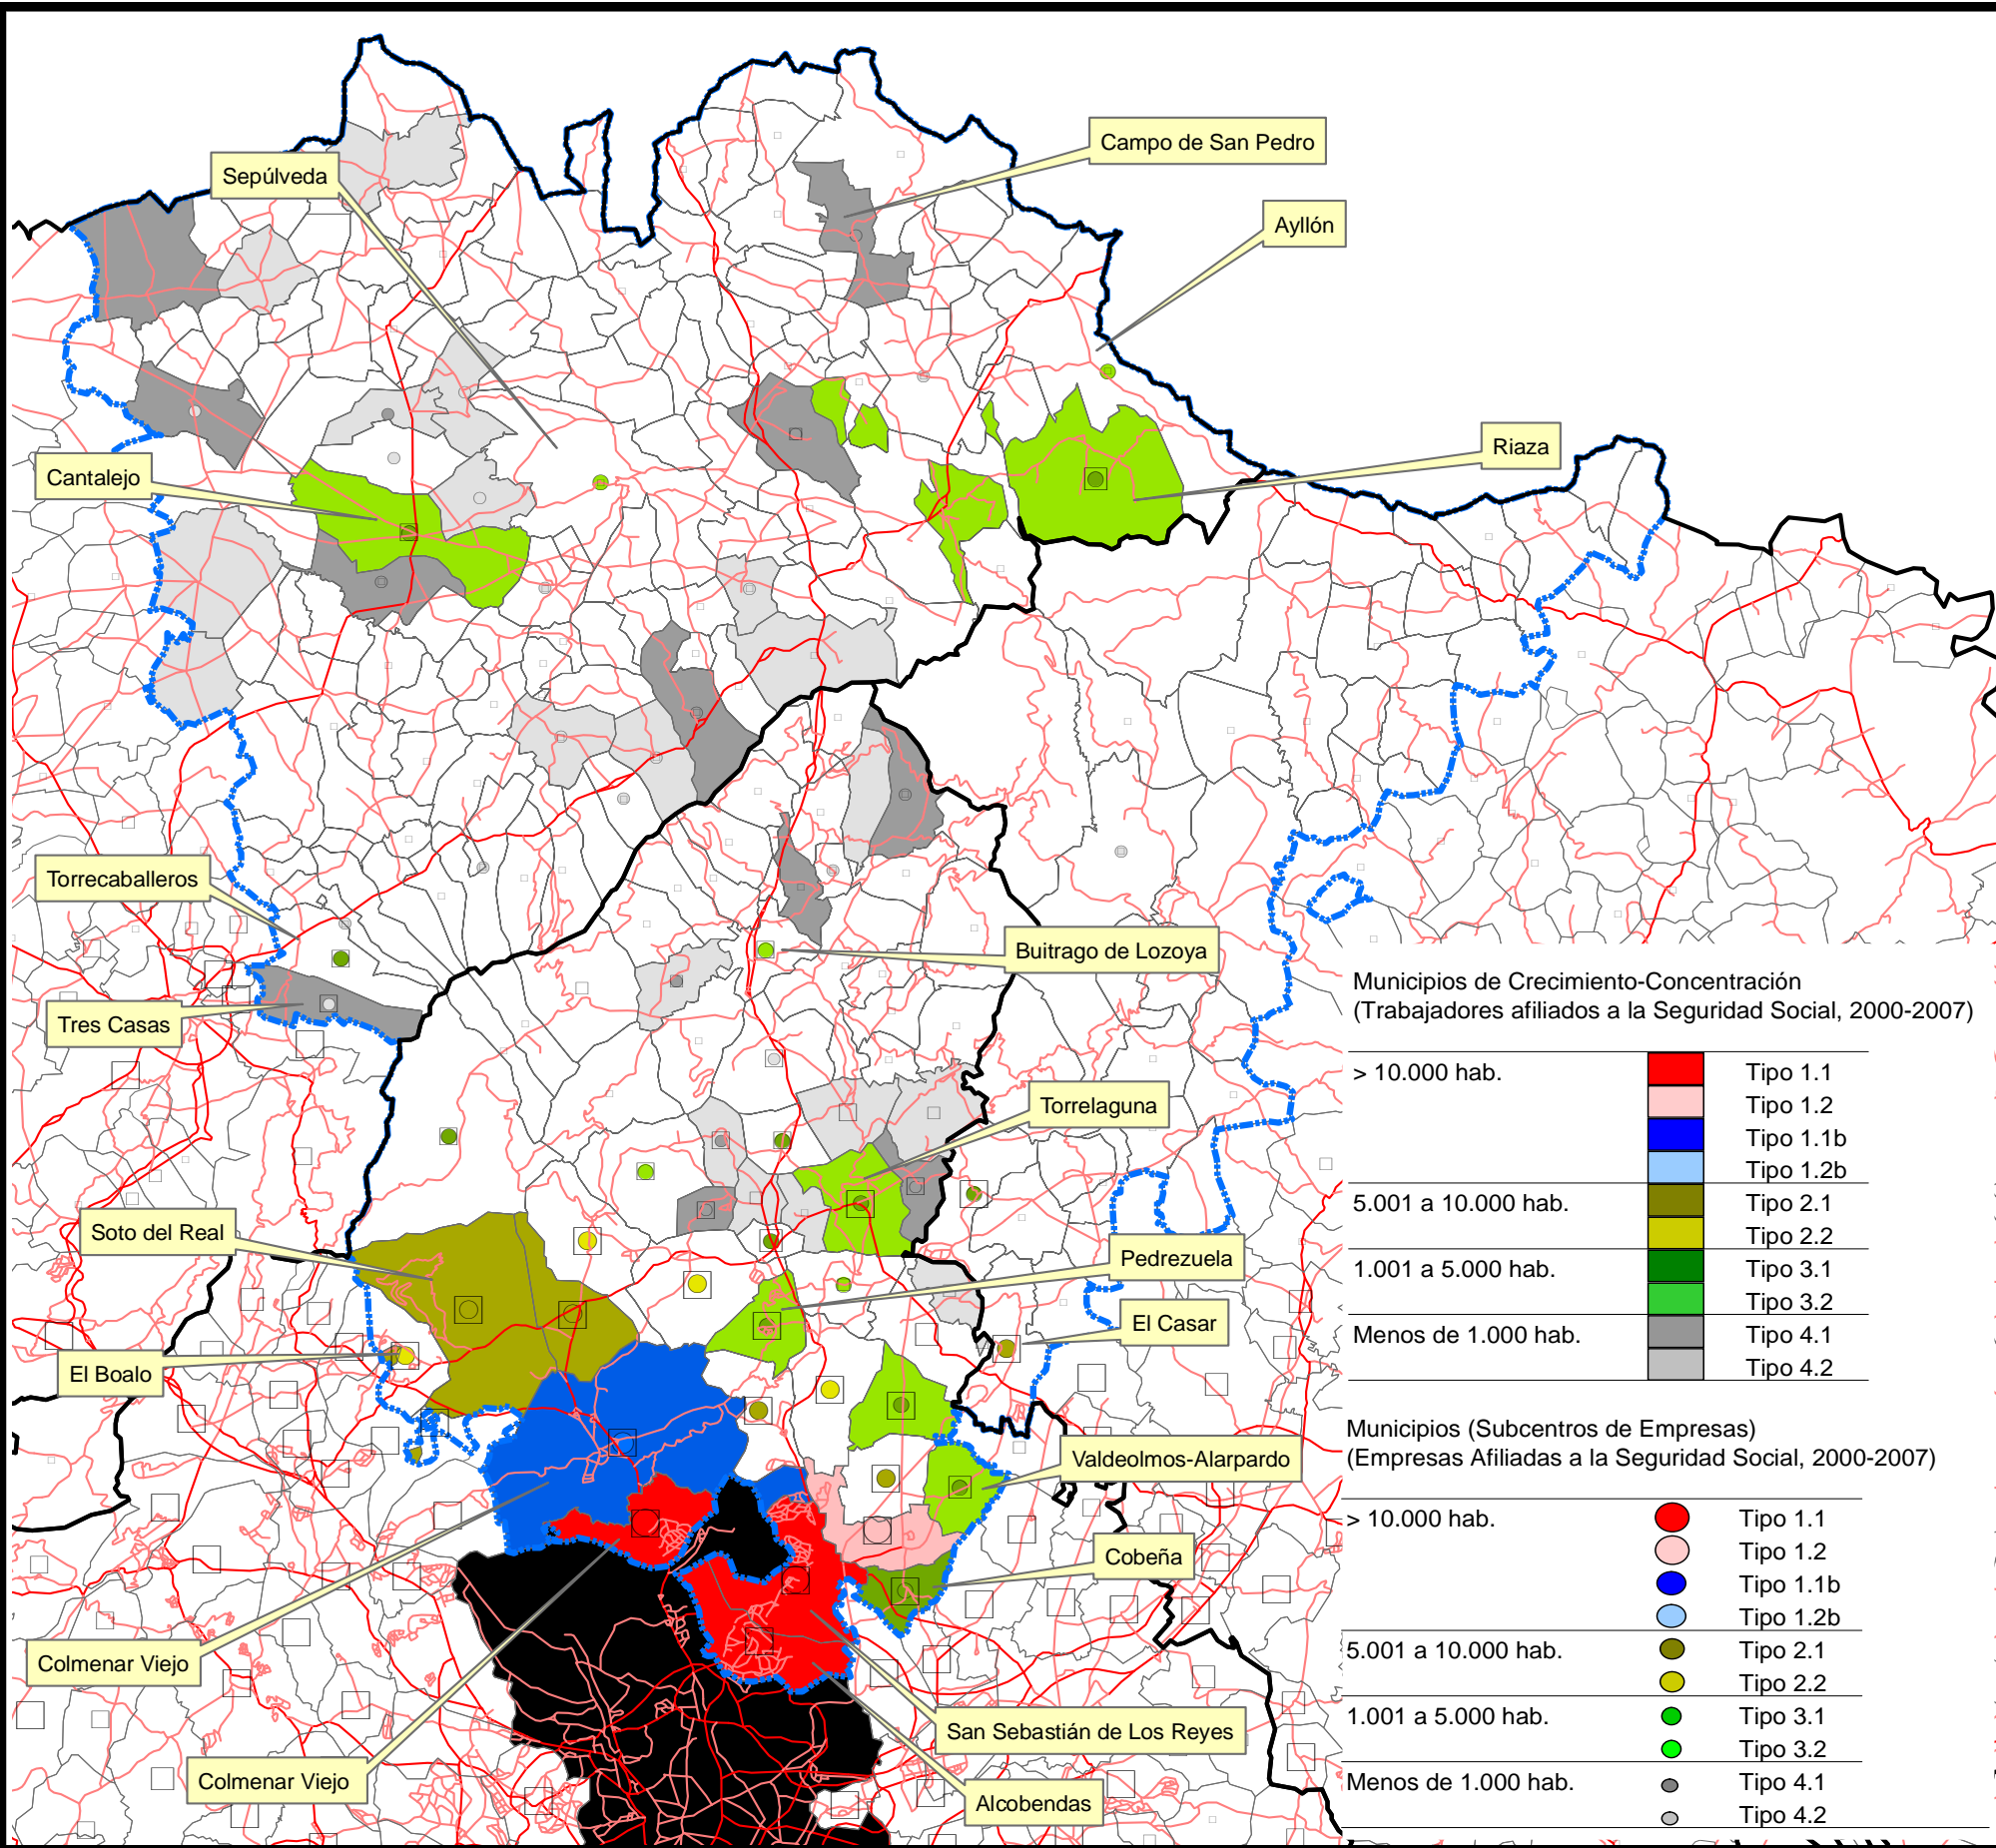 Campo de San Pedro
Sepúlveda
Ayllón
Riaza
Cantalejo
Torrecaballeros
Buitrago de Lozoya
Tres Casas
Torrelaguna
Soto del Real
Pedrezuela
El Casar
El Boalo
Valdeolmos-Alarpardo
Cobeña
Colmenar Viejo
San Sebastián de Los Reyes
Colmenar Viejo
Alcobendas
Municipios de Crecimiento-Concentración
(Trabajadores afiliados a la Seguridad Social, 2000-2007)
> 10.000 hab. Tipo 1.1
Tipo 1.2
Tipo 1.1b
Tipo 1.2b
5.001 a 10.000 hab. Tipo 2.1
Tipo 2.2
1.001 a 5.000 hab. Tipo 3.1
Tipo 3.2
Menos de 1.000 hab. Tipo 4.1
Tipo 4.2
Municipios (Subcentros de Empresas)
(Empresas Afiliadas a la Seguridad Social, 2000-2007)
> 10.000 hab. Tipo 1.1
Tipo 1.2
Tipo 1.1b
Tipo 1.2b
5.001 a 10.000 hab. Tipo 2.1
Tipo 2.2
1.001 a 5.000 hab. Tipo 3.1
Tipo 3.2
Menos de 1.000 hab. Tipo 4.1
Tipo 4.2